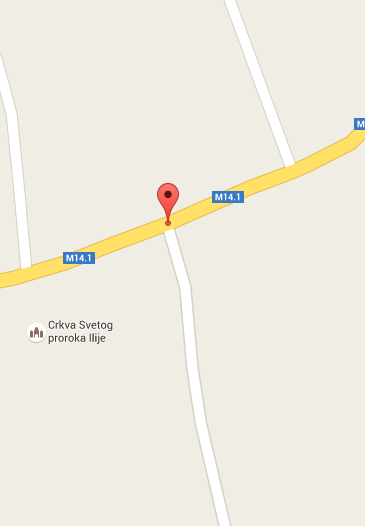 M
M14.1
M14.1
Crkva Svetog
proroka Ilije